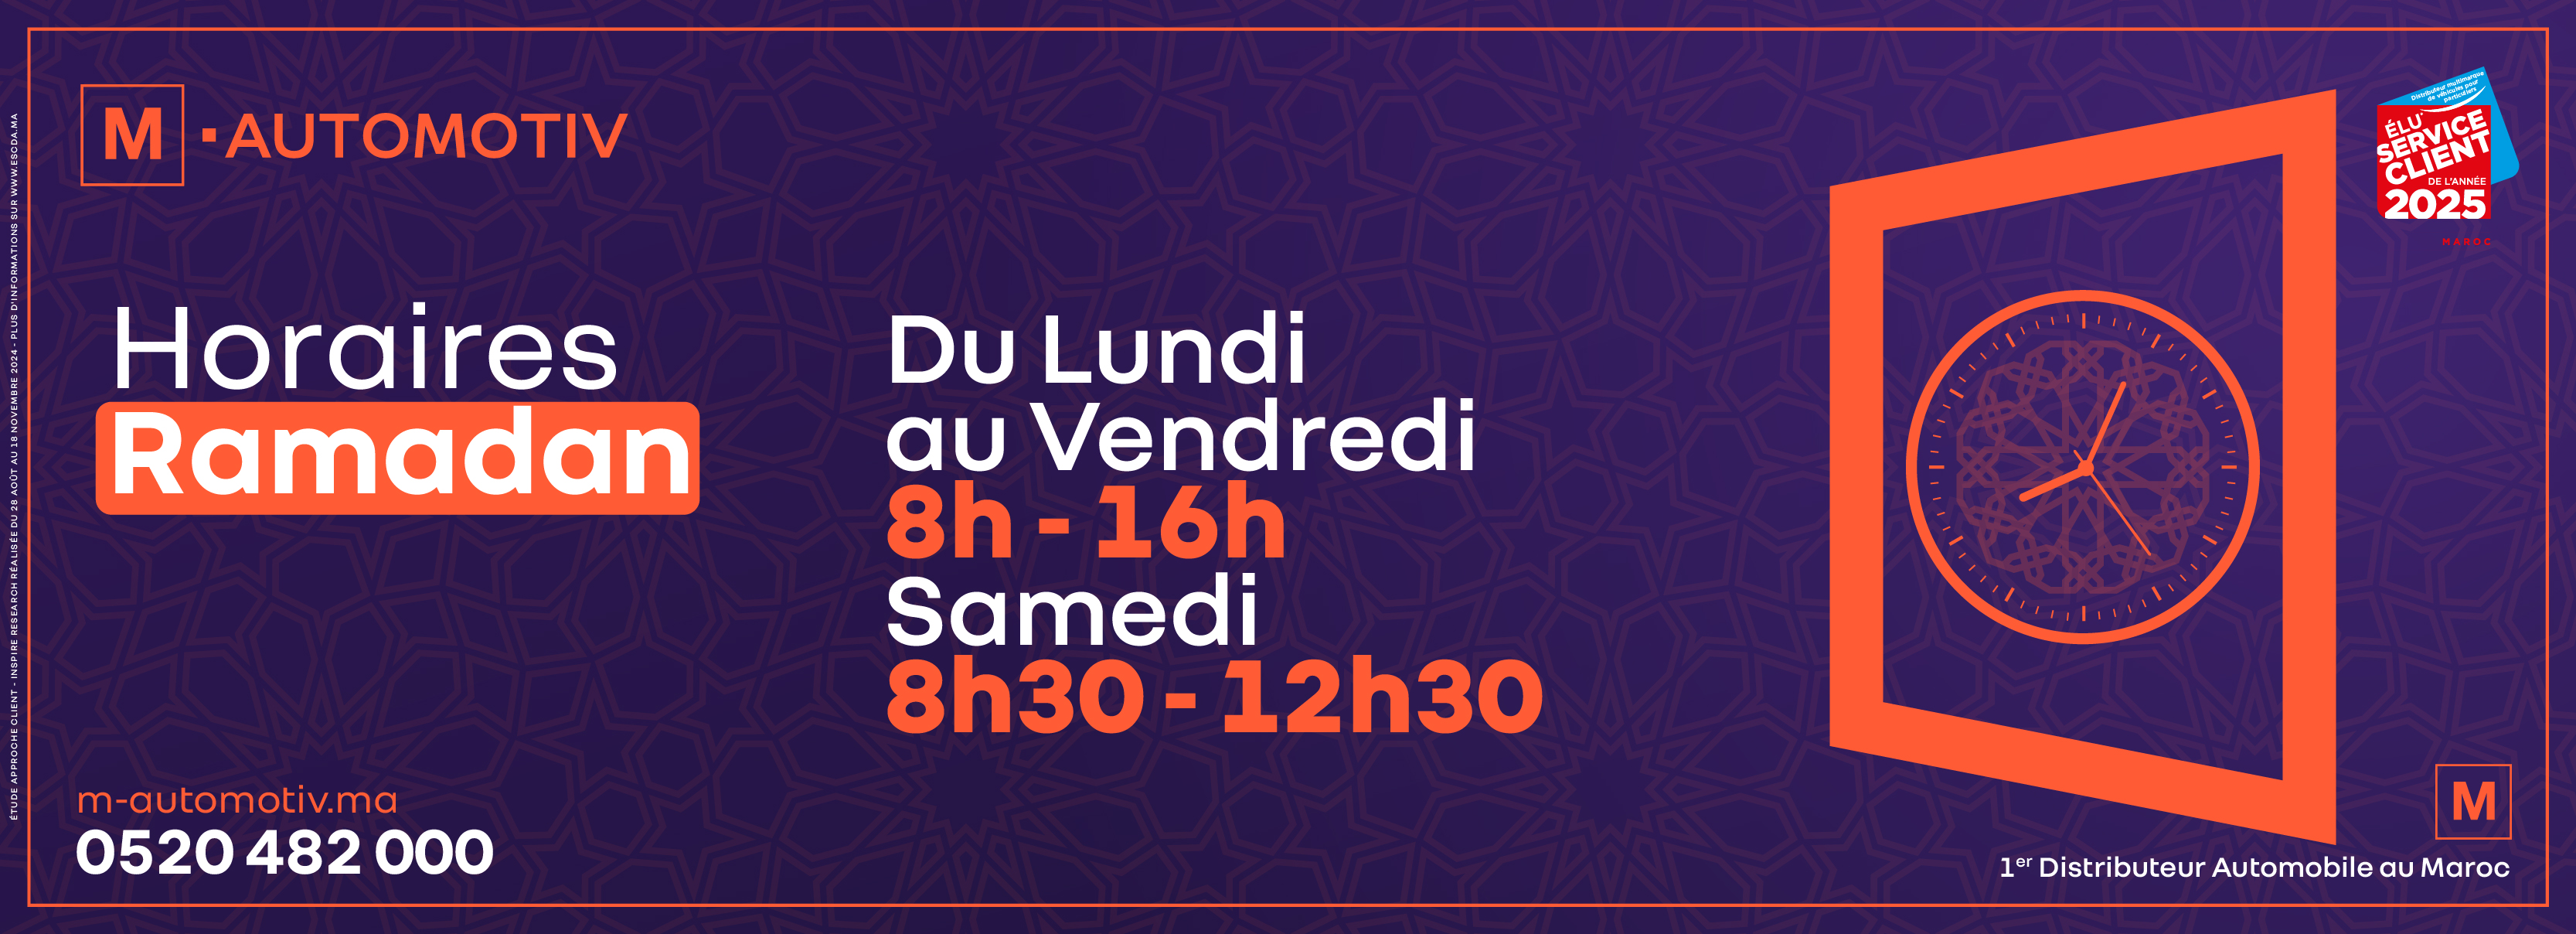 M
AUTOMOTIV
Horaires
Ramadan
Du Lundi
au Vendredi
8h - 16h
Samedi
8h30 - 12h30
m-automotiv.ma
0520 482 000
Distributeur multimarque
de véhicules pour
particuliers
ÉLU
SERVICE
CLIENT
DE L'ANNÉE
2025
MAROC
M
1er Distributeur Automobile au Maroc
ÉTUDE APPROCHE CLIENT - INSPIRE RESEARCH RÉALISÉE DU 28 AOÛT AU 18 NOVEMBRE 2024 - PLUS D'INFORMATIONS SUR WWW.ESCDA.MA